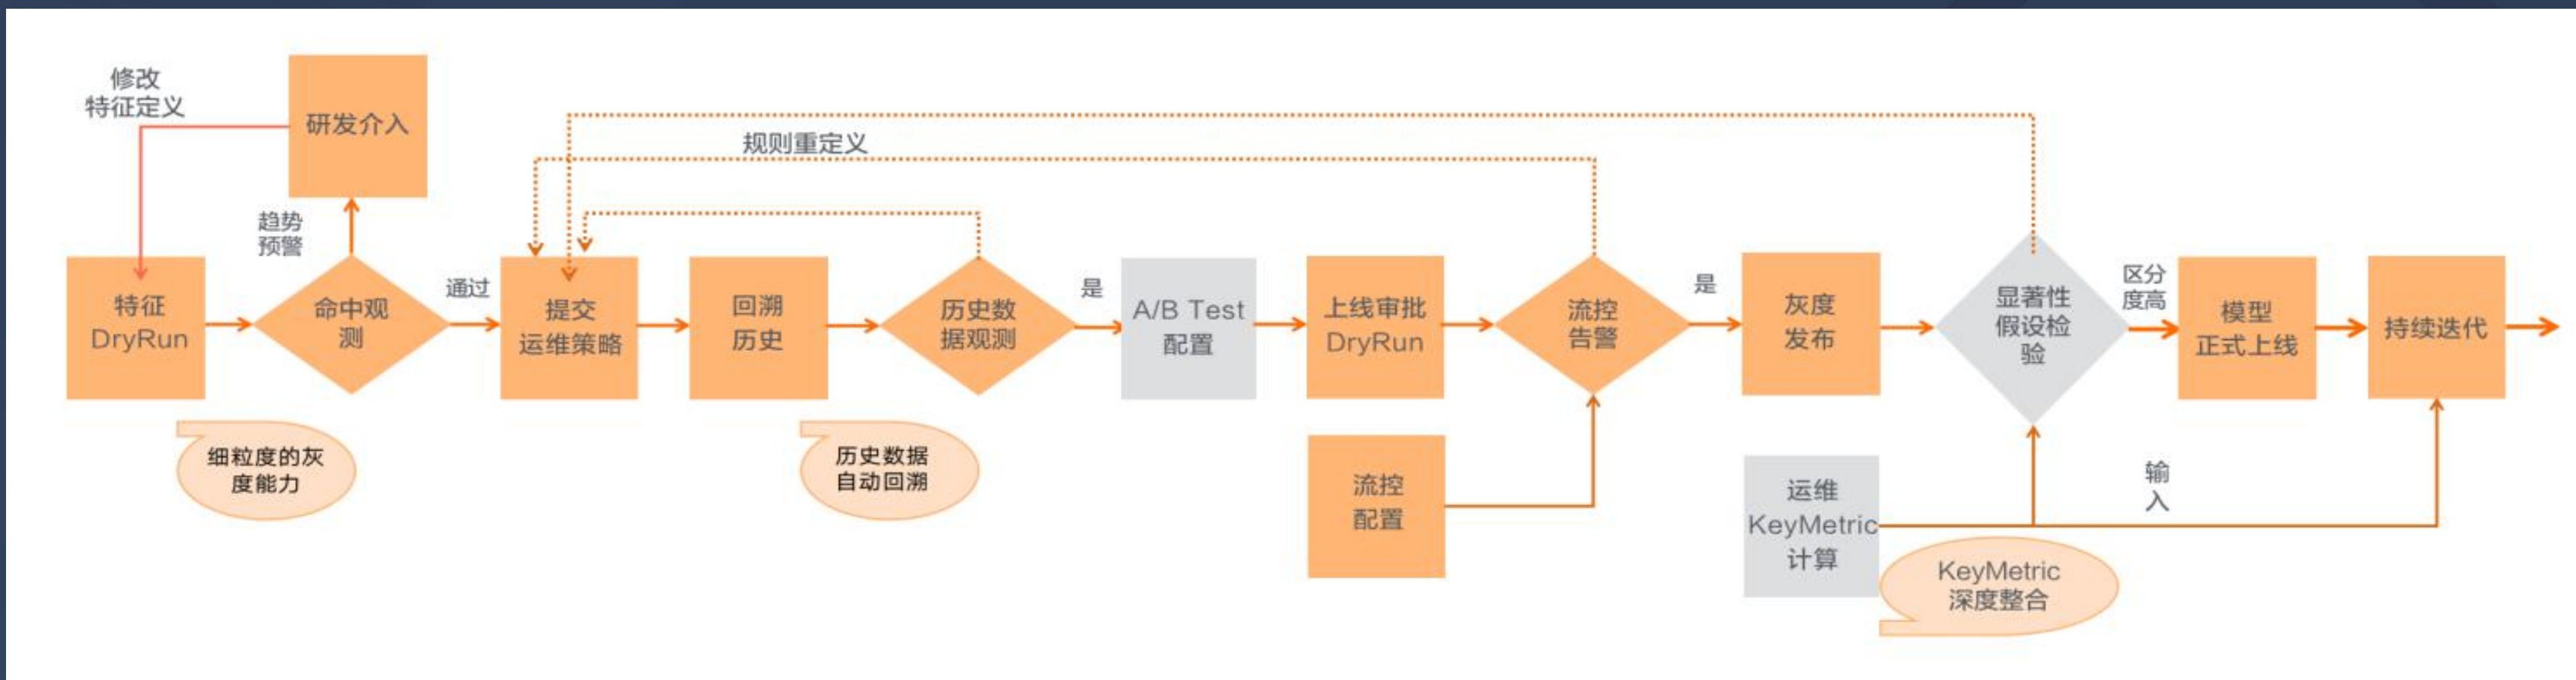 修改
特征定义
研发介入
规则重定义
趋势
预警
特征
DryRun
命中观
测
通过
提交
运维策略
回溯
历史
历史数
据观测
是
A/B Test
配置
上线审批
DryRun
流控
告警
是
灰度
发布
显著性
假设检
验
区分
度高
模型
正式上线
持续迭代
细粒度的灰
度能力
历史数据
自动回溯
流控
配置
运维
KeyMetric
计算
输
入
KeyMetric
深度整合